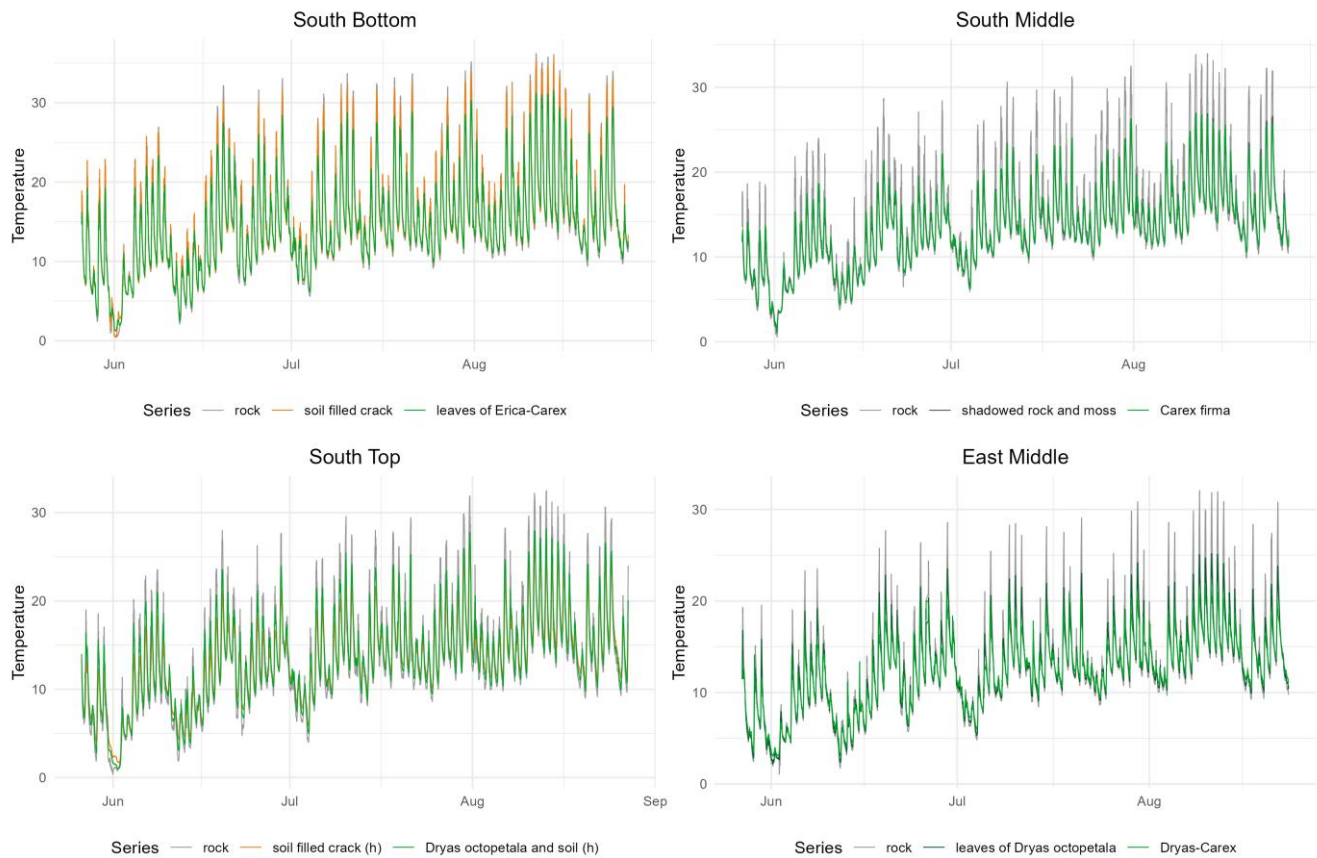 South Bottom
Temperature
30
20
10
0
Jun Jul Aug
Series rock soil filled crack leaves of Erica-Carex
South Middle
Temperature
30
20
10
0
Jun Jul Aug
Series rock shadowed rock and moss Carex firma
South Top
Temperature
30
20
10
0
Jun Jul Aug Sep
Series rock soil filled crack (h) Dryas octopetala and soil (h)
East Middle
Temperature
30
20
10
0
Jun Jul Aug
Series rock leaves of Dryas octopetala Dryas-Carex